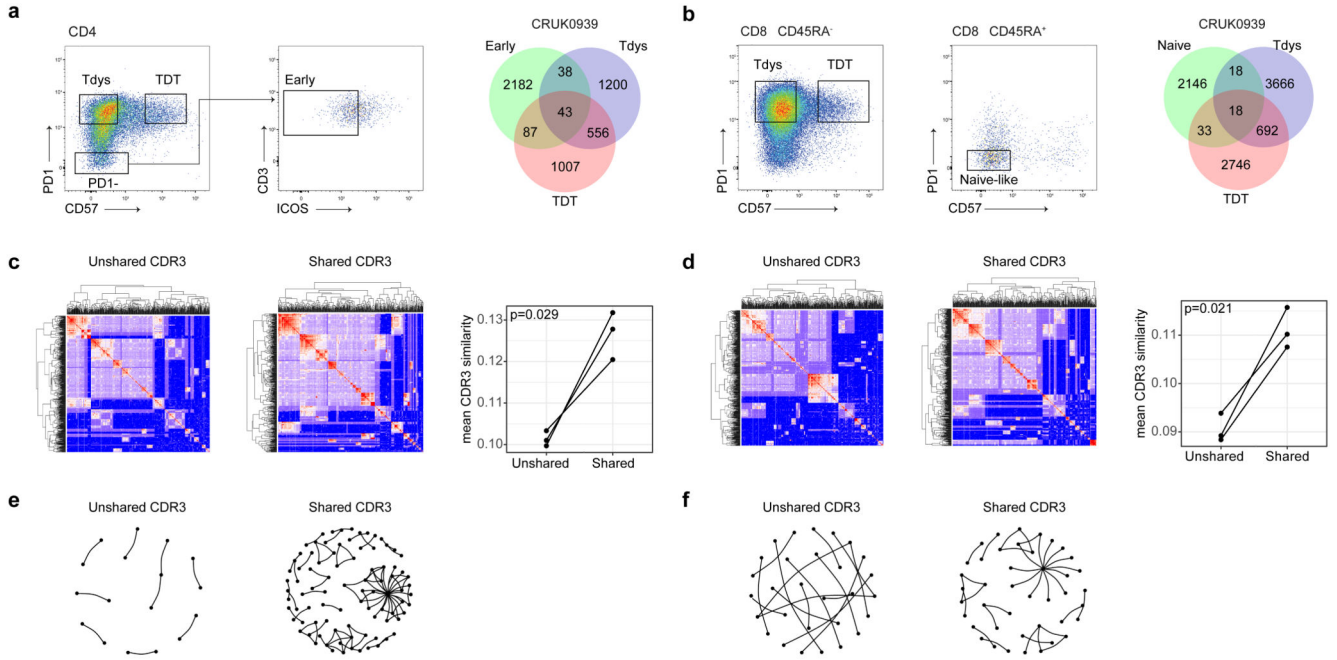 a
CD4
Tdys
TDT
PD1-
PD1
CD57
Early
CD3
ICOS
CRUK0939
Early
Tdys
2182
38
1200
43
87
556
1007
TDT
b
CD8 CD45RA-
Tdys
TDT
PD1
CD57
CD8 CD45RA+
Naive-like
PD1
CD57
CRUK0939
Naive
Tdys
2146
18
3666
18
33
692
2746
TDT
c
Unshared CDR3
Shared CDR3
p=0.029
mean CDR3 similarity
0.13
0.12
0.11
0.10
Unshared
Shared
d
Unshared CDR3
Shared CDR3
p=0.021
mean CDR3 similarity
0.11
0.10
0.09
Unshared
Shared
e
Unshared CDR3
Shared CDR3
f
Unshared CDR3
Shared CDR3